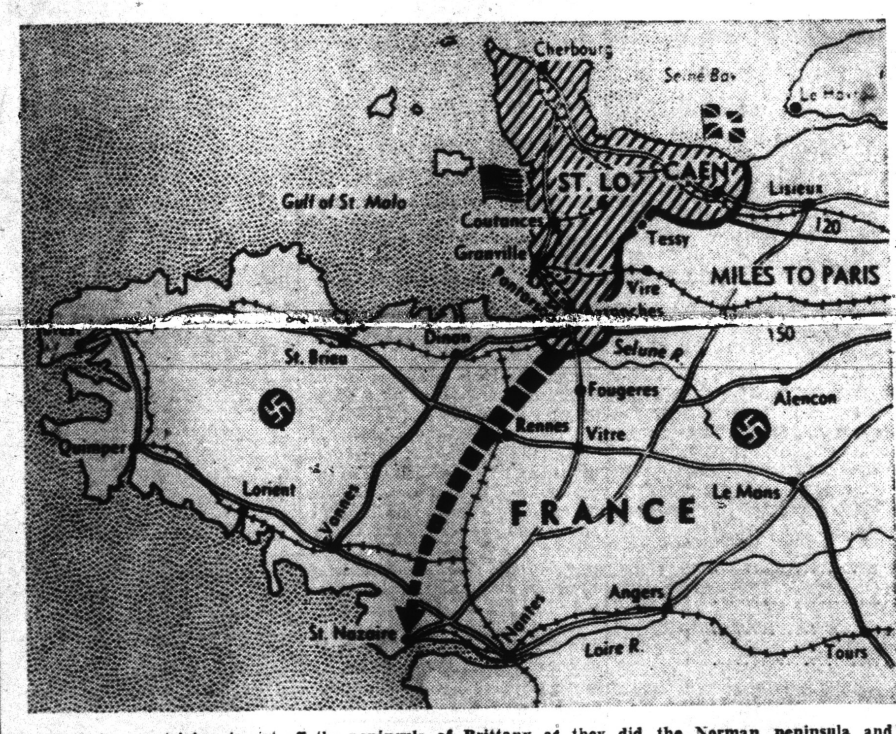 Cherbourg
Seine Bay
Le Havre
ST. LO
CAEN
Lisieux
Gulf of St. Malo
Coutances
120
Tessy
Granville
MILES TO PARIS
Vire
Dinan
150
St. Brieu
Selune R.
Fougeres
Alencon
Rennes
Vitre
Quimper
Lorient
Le Mans
Vannes
FRANCE
Angers
Nantes
St. Nazaire
Loire R.
Tours
peninsula of Brittany as they did the Norman peninsula and